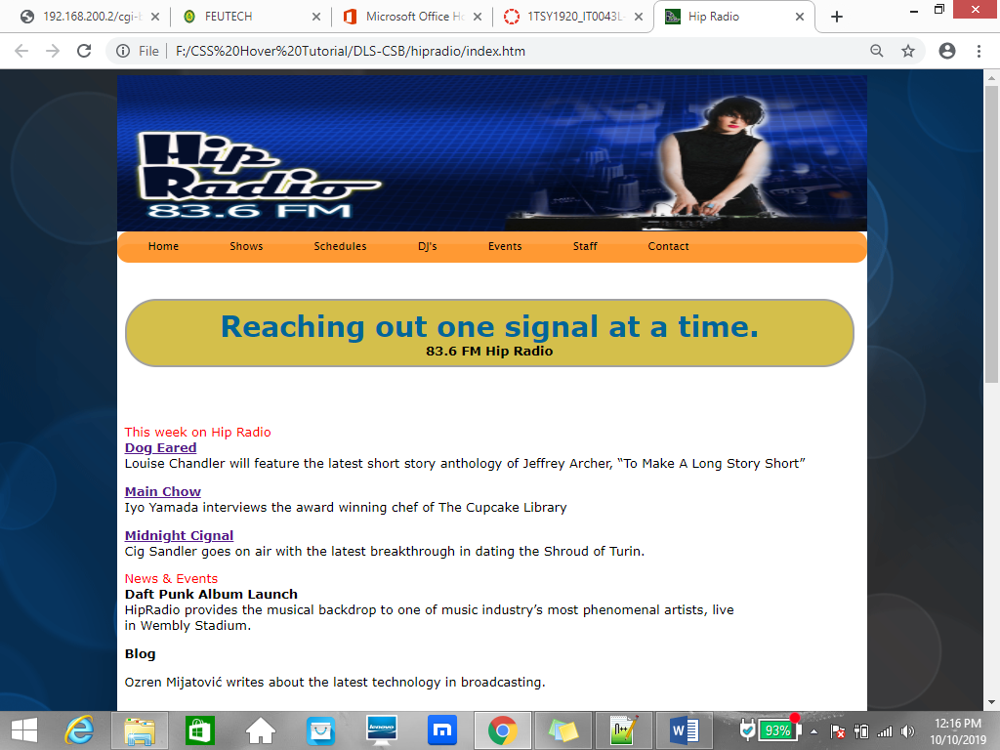 192.168.200.2/cgi-b
FEUTECH
Microsoft Office Ho
1TSY1920_IT0043L
Hip Radio
File
F:/CSS%20Hover%20Tutorial/DLS-CSB/hipradio/index.htm
Hip
Radio
83.6 FM
Home Shows Schedules DJ's Events Staff Contact
Reaching out one signal at a time.
83.6 FM Hip Radio
This week on Hip Radio
Dog Eared
Louise Chandler will feature the latest short story anthology of Jeffrey Archer, “To Make A Long Story Short”
Main Chow
Iyo Yamada interviews the award winning chef of The Cupcake Library
Midnight Cignal
Cig Sandler goes on air with the latest breakthrough in dating the Shroud of Turin.
News & Events
Daft Punk Album Launch
HipRadio provides the musical backdrop to one of music industry’s most phenomenal artists, live
in Wembly Stadium.
Blog
Ozren Mijatović writes about the latest technology in broadcasting.
lenovo
m
N++
W
93%
12:16 PM
10/10/2019